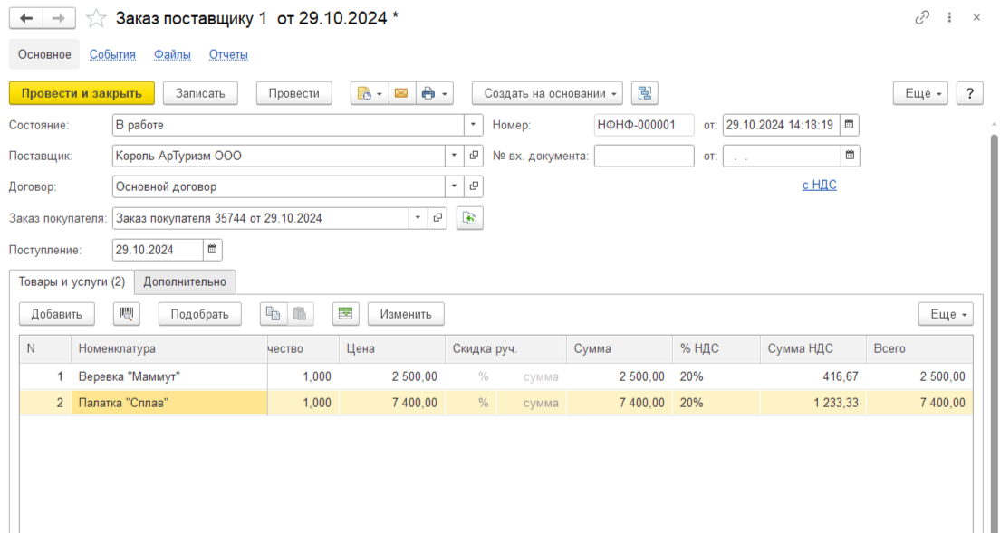 Заказ поставщику 1 от 29.10.2024 *
Основное События Файлы Отчеты
Провести и закрыть Записать Провести Создать на основании Еще ?
Состояние: В работе Номер: НФНФ-000001 от: 29.10.2024 14:18:19
Поставщик: Король АрТуризм ООО № вх. документа: от: . .
Договор: Основной договор с НДС
Заказ покупателя: Заказ покупателя 35744 от 29.10.2024
Поступление: 29.10.2024
Товары и услуги (2) Дополнительно
Добавить Подобрать Изменить Еще
N Номенклатура чество Цена Скидка руч. Сумма % НДС Сумма НДС Всего
1 Веревка "Маммут" 1,000 2 500,00 % сумма 2 500,00 20% 416,67 2 500,00
2 Палатка "Сплав" 1,000 7 400,00 % сумма 7 400,00 20% 1 233,33 7 400,00